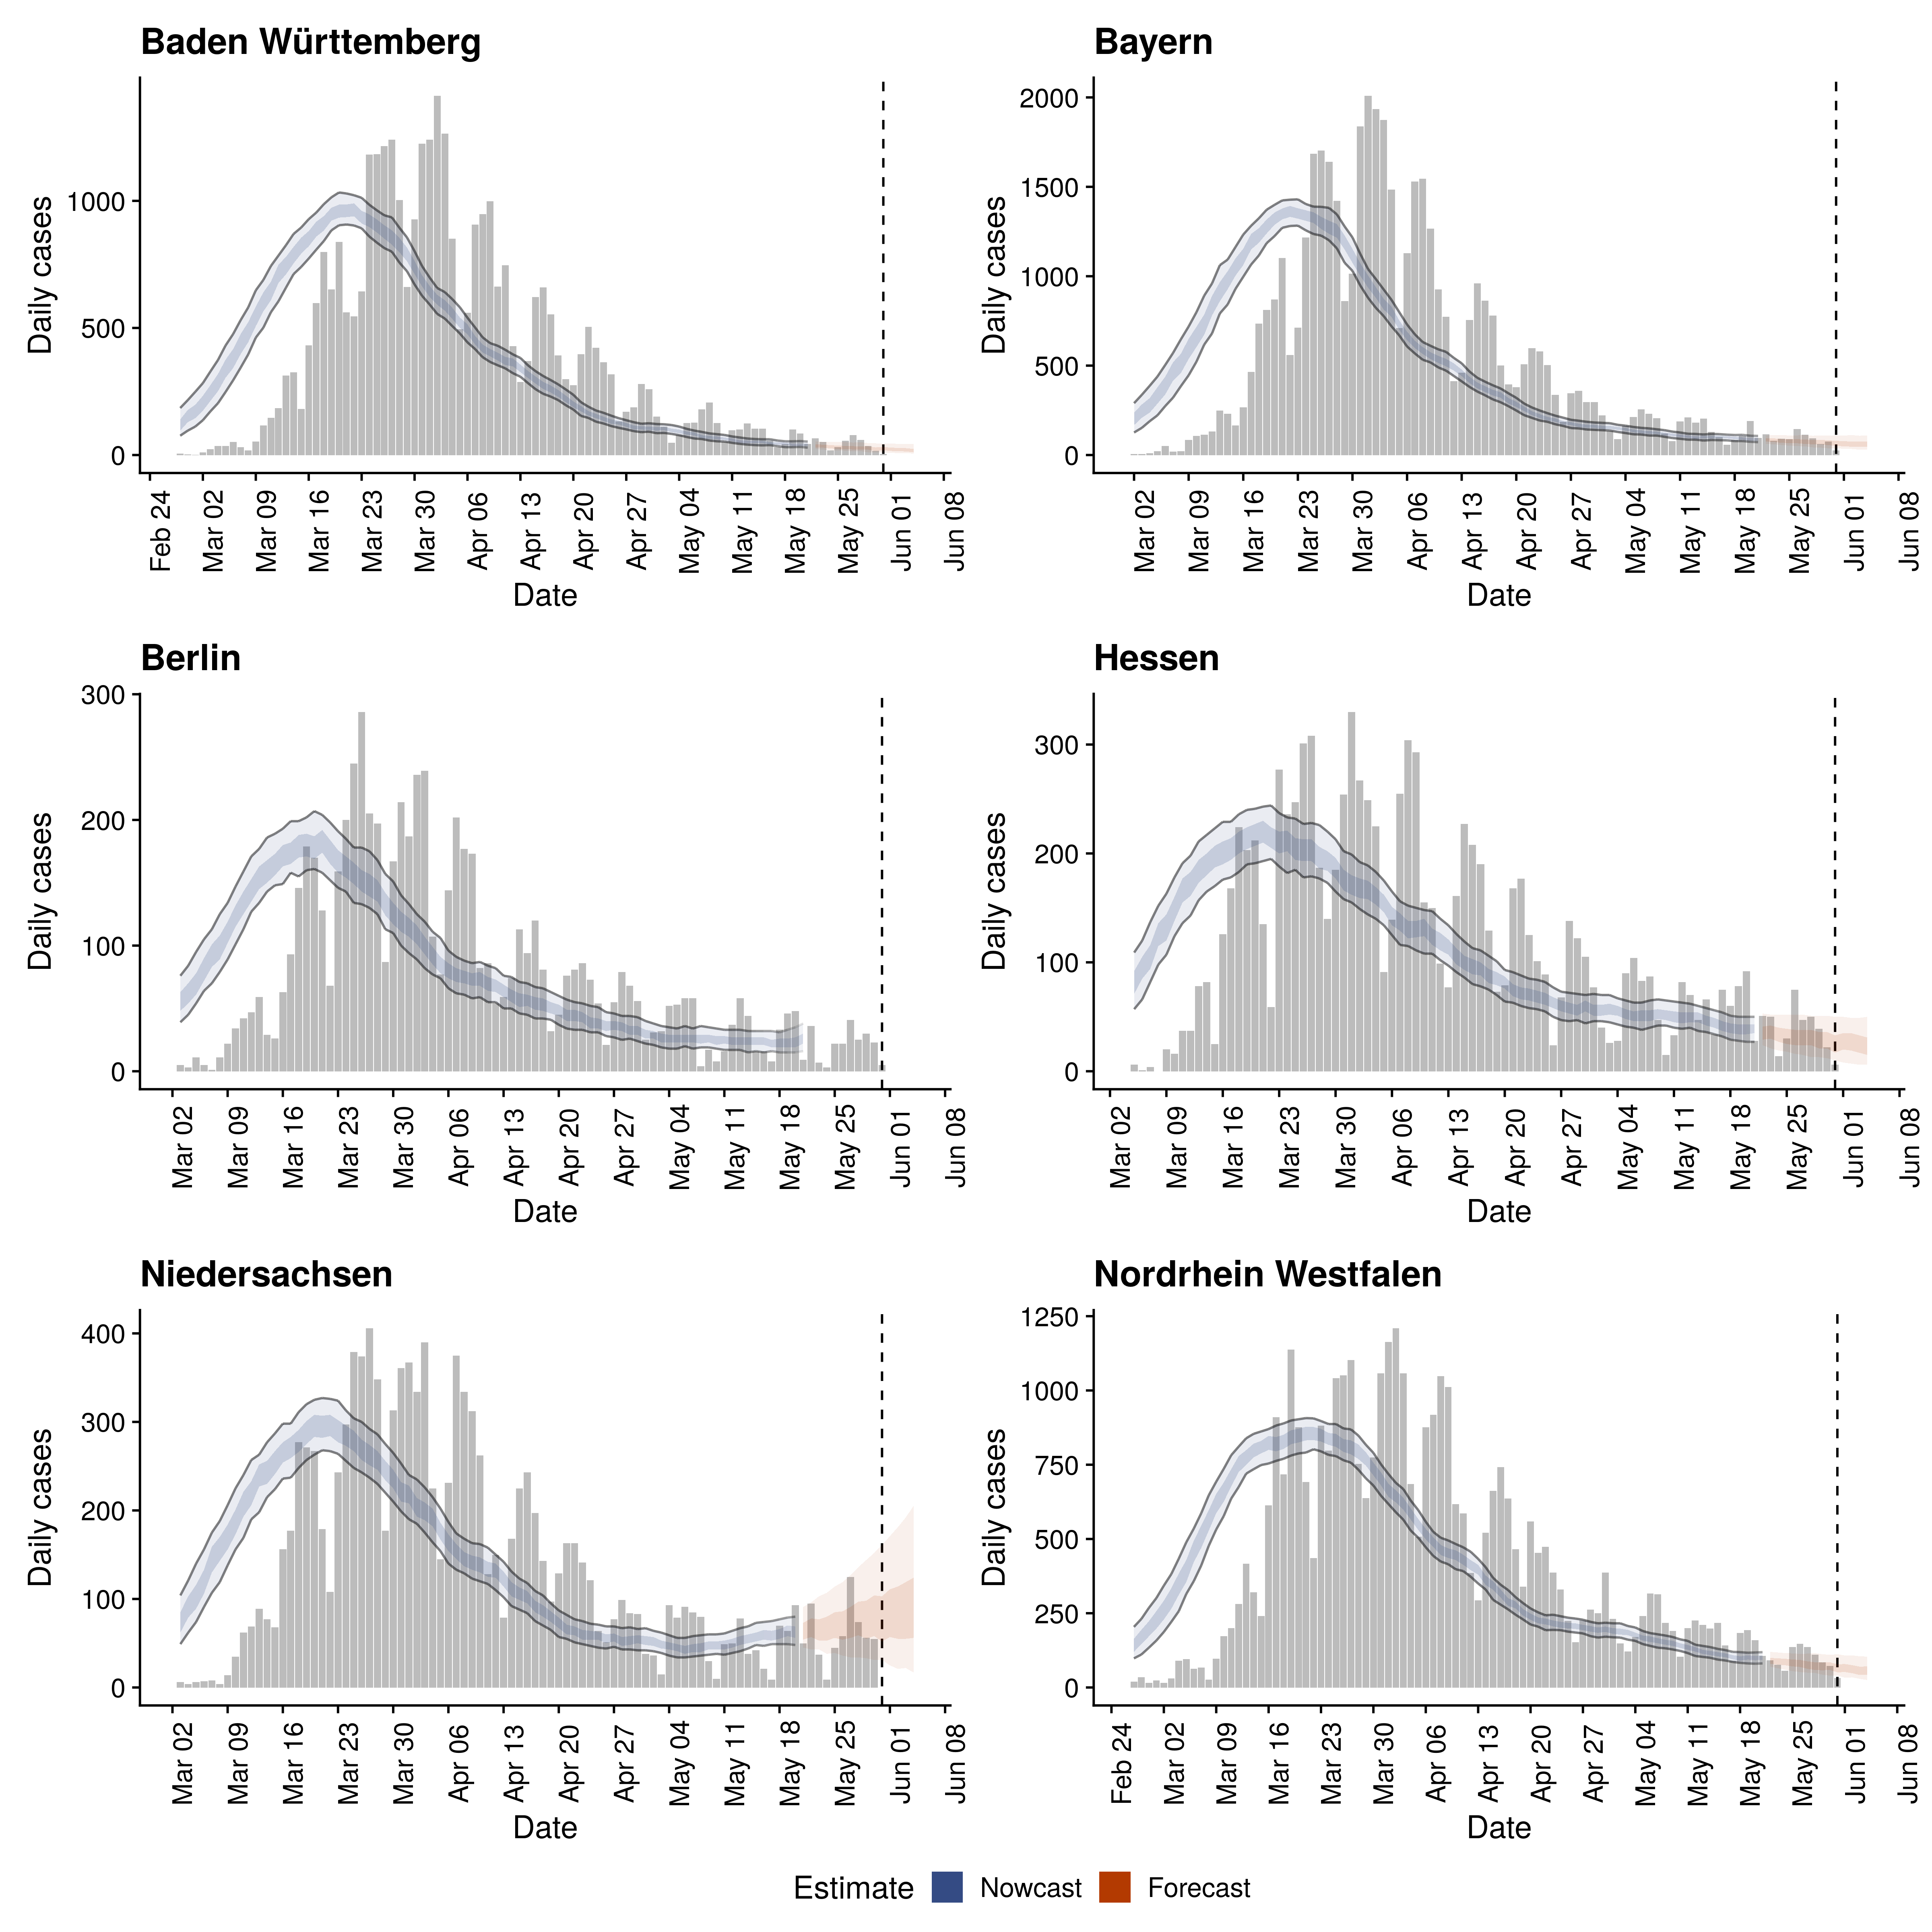 Baden Württemberg
Daily cases
1000
500
0
Feb 24
Mar 02
Mar 09
Mar 16
Mar 23
Mar 30
Apr 06
Apr 13
Apr 20
Apr 27
May 04
May 11
May 18
May 25
Jun 01
Jun 08
Date
Bayern
Daily cases
2000
1500
1000
500
0
Mar 02
Mar 09
Mar 16
Mar 23
Mar 30
Apr 06
Apr 13
Apr 20
Apr 27
May 04
May 11
May 18
May 25
Jun 01
Jun 08
Date
Berlin
Daily cases
300
200
100
0
Mar 02
Mar 09
Mar 16
Mar 23
Mar 30
Apr 06
Apr 13
Apr 20
Apr 27
May 04
May 11
May 18
May 25
Jun 01
Jun 08
Date
Hessen
Daily cases
300
200
100
0
Mar 02
Mar 09
Mar 16
Mar 23
Mar 30
Apr 06
Apr 13
Apr 20
Apr 27
May 04
May 11
May 18
May 25
Jun 01
Jun 08
Date
Niedersachsen
Daily cases
400
300
200
100
0
Mar 02
Mar 09
Mar 16
Mar 23
Mar 30
Apr 06
Apr 13
Apr 20
Apr 27
May 04
May 11
May 18
May 25
Jun 01
Jun 08
Date
Nordrhein Westfalen
Daily cases
1250
1000
750
500
250
0
Feb 24
Mar 02
Mar 09
Mar 16
Mar 23
Mar 30
Apr 06
Apr 13
Apr 20
Apr 27
May 04
May 11
May 18
May 25
Jun 01
Jun 08
Date
Estimate Nowcast Forecast